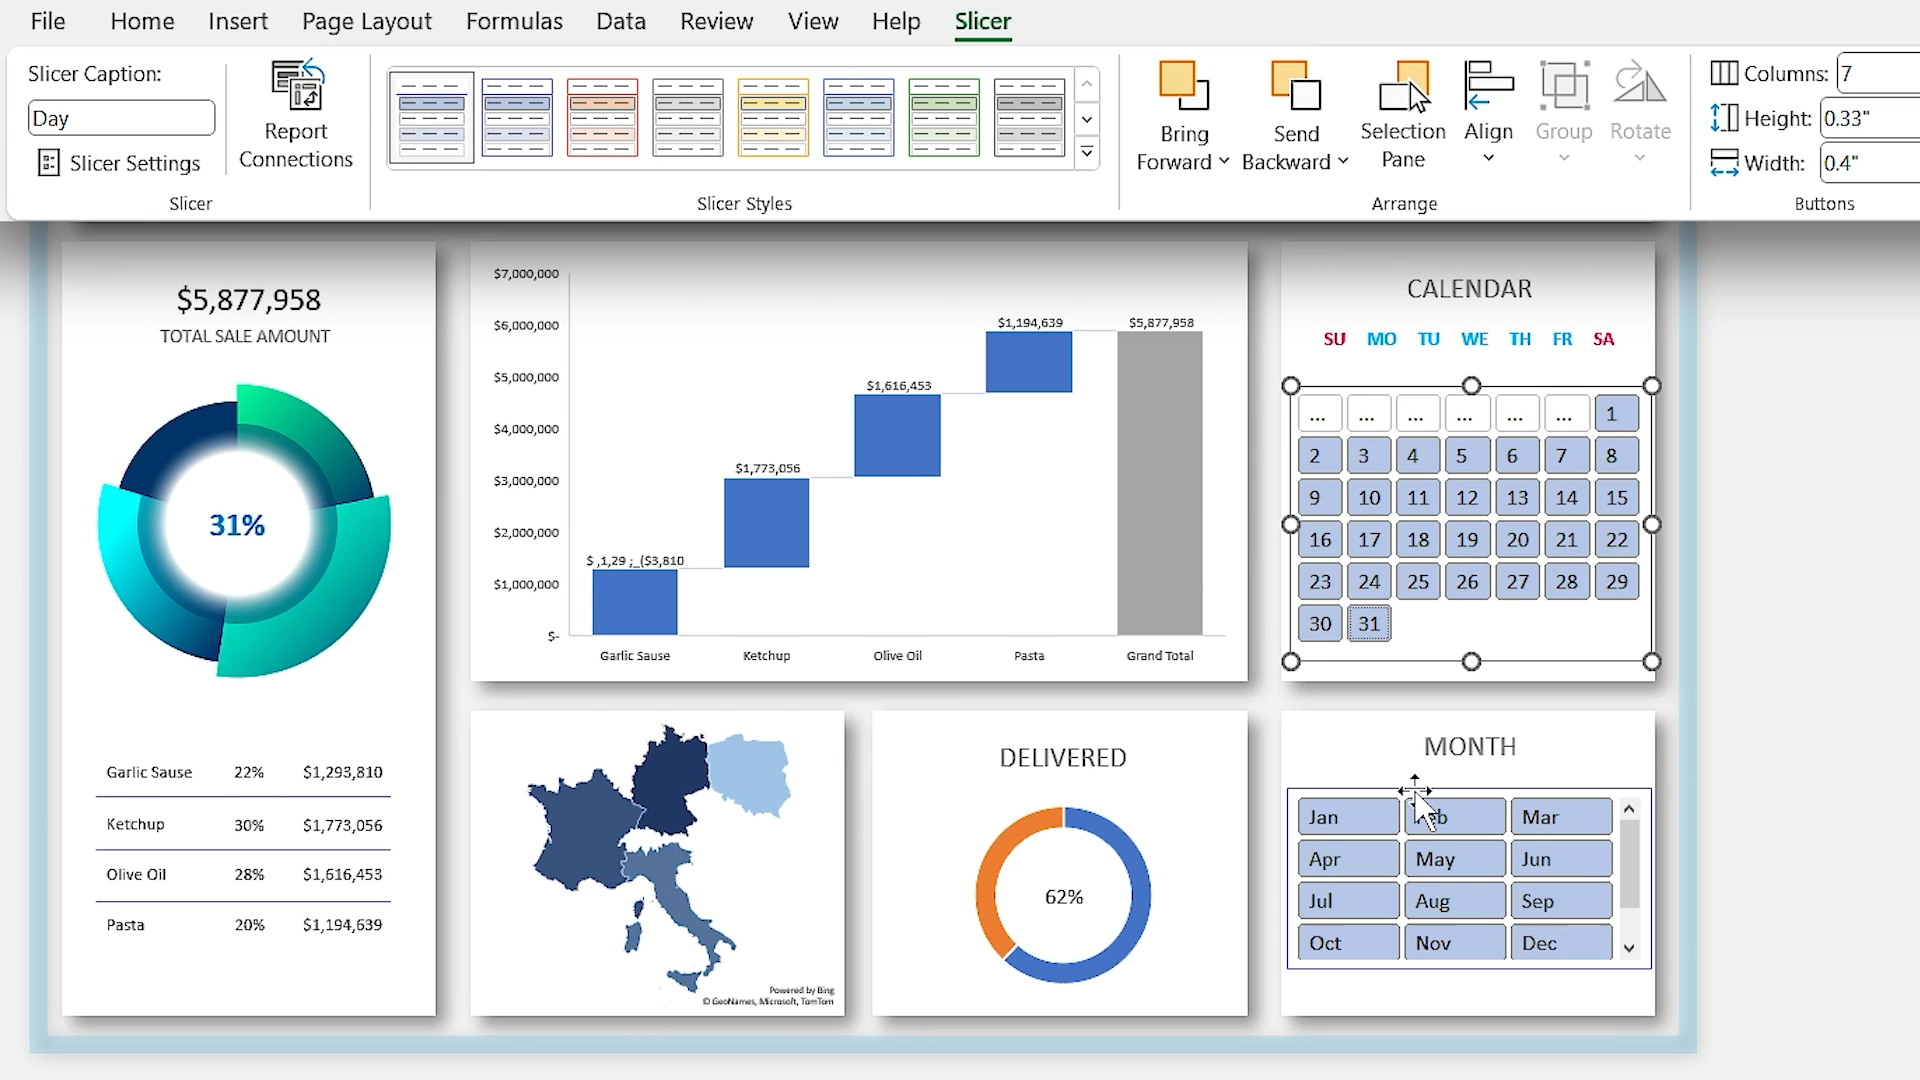 File Home Insert Page Layout Formulas Data Review View Help Slicer
Slicer Caption:
Day
Slicer Settings
Slicer
Report
Connections
Slicer Styles
Bring
Forward
Send
Backward
Selection
Pane
Align
Group
Rotate
Arrange
Columns: 7
Height: 0.33"
Width: 0.4"
Buttons
$5,877,958
TOTAL SALE AMOUNT
31%
Garlic Sause 22% $1,293,810
Ketchup 30% $1,773,056
Olive Oil 28% $1,616,453
Pasta 20% $1,194,639
$7,000,000
$6,000,000
$5,000,000
$4,000,000
$3,000,000
$2,000,000
$1,000,000
$-
$ ,1,29 ;_($3,810
$1,773,056
$1,616,453
$1,194,639
$5,877,958
Garlic Sause Ketchup Olive Oil Pasta Grand Total
CALENDAR
SU MO TU WE TH FR SA
... ... ... ... ... ... 1
2 3 4 5 6 7 8
9 10 11 12 13 14 15
16 17 18 19 20 21 22
23 24 25 26 27 28 29
30 31
Powered by Bing
© GeoNames, Microsoft, TomTom
DELIVERED
62%
MONTH
Jan Feb Mar
Apr May Jun
Jul Aug Sep
Oct Nov Dec